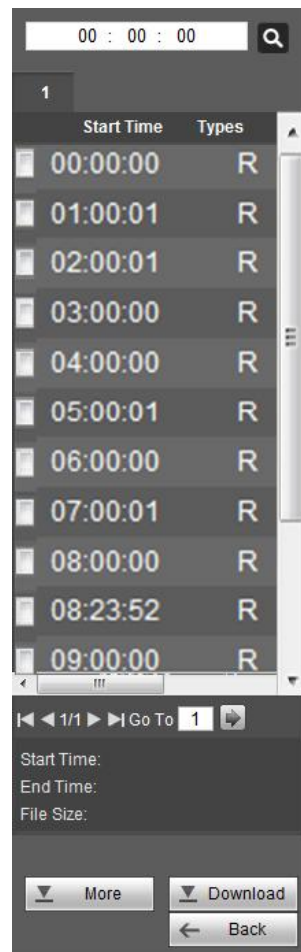 00 : 00 : 00
1
Start Time Types
00:00:00 R
01:00:01 R
02:00:01 R
03:00:00 R
04:00:00 R
05:00:01 R
06:00:00 R
07:00:01 R
08:00:00 R
08:23:52 R
09:00:00 R
1/1 Go To 1
Start Time:
End Time:
File Size:
More Download
Back